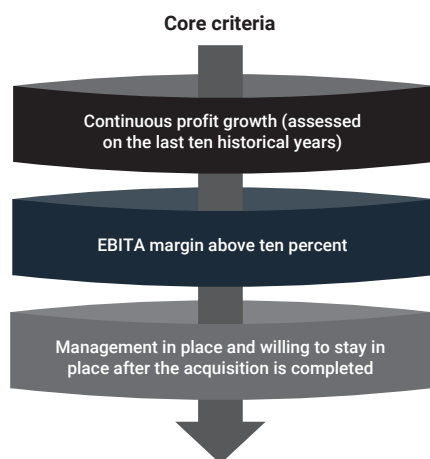 Core criteria
Continuous profit growth (assessed
on the last ten historical years)
EBITA margin above ten percent
Management in place and willing to stay in
place after the acquisition is completed